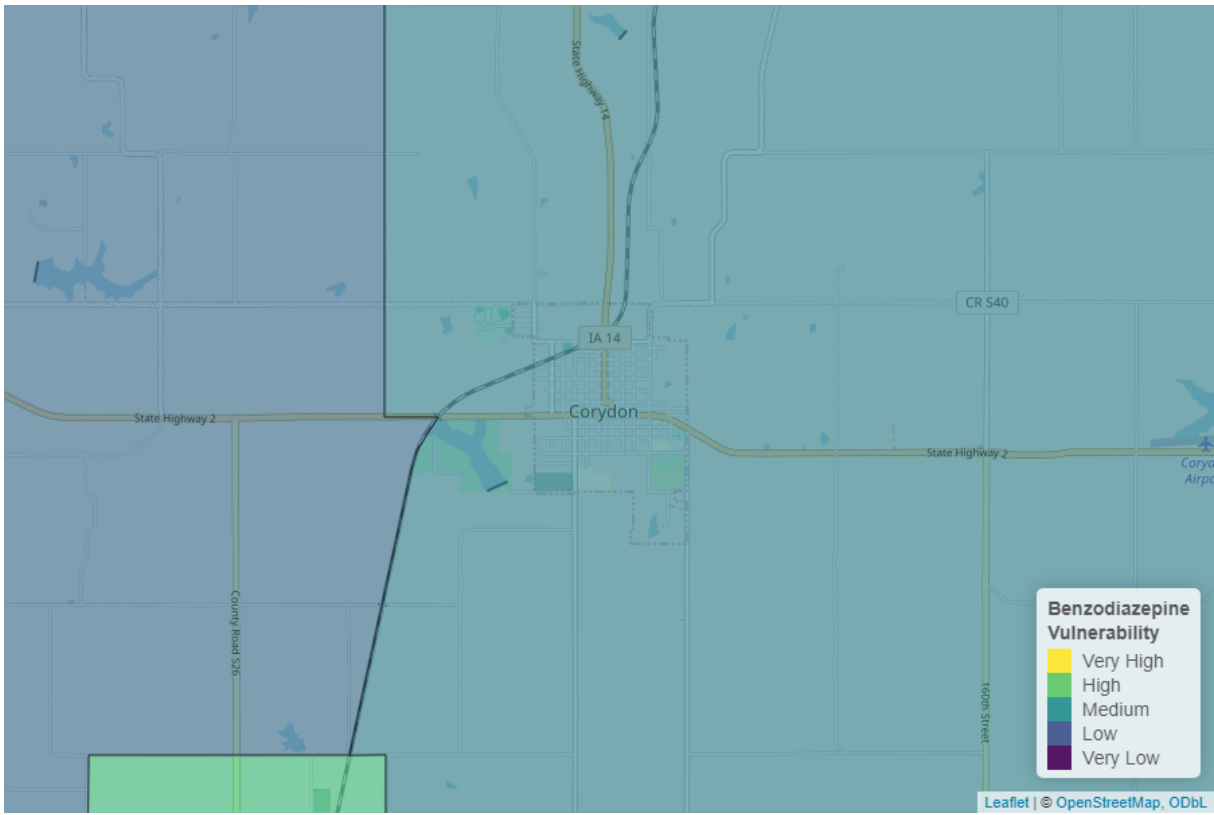 State Highway 14
CR S40
IA 14
Corydon
State Highway 2
State Highway 2
Coryd
Airpo
County Road S26
160th Street
Benzodiazepine
Vulnerability
Very High
High
Medium
Low
Very Low
Leaflet | © OpenStreetMap, ODbL